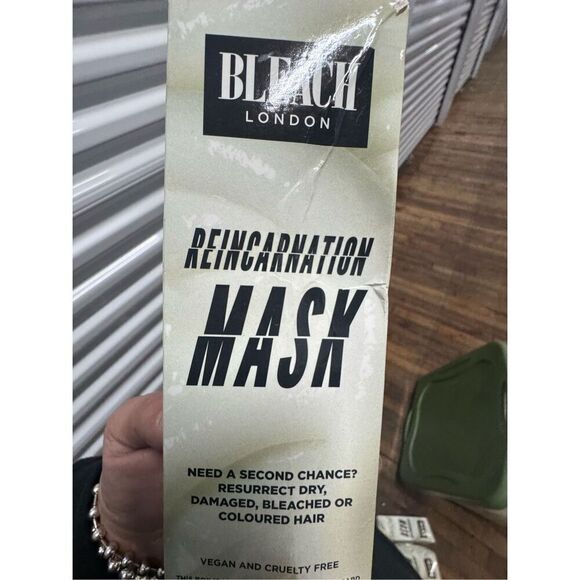 BLEACH
LONDON
REINCARNATION
MASK
NEED A SECOND CHANCE?
RESURRECT DRY,
DAMAGED, BLEACHED OR
COLOURED HAIR
VEGAN AND CRUELTY FREE